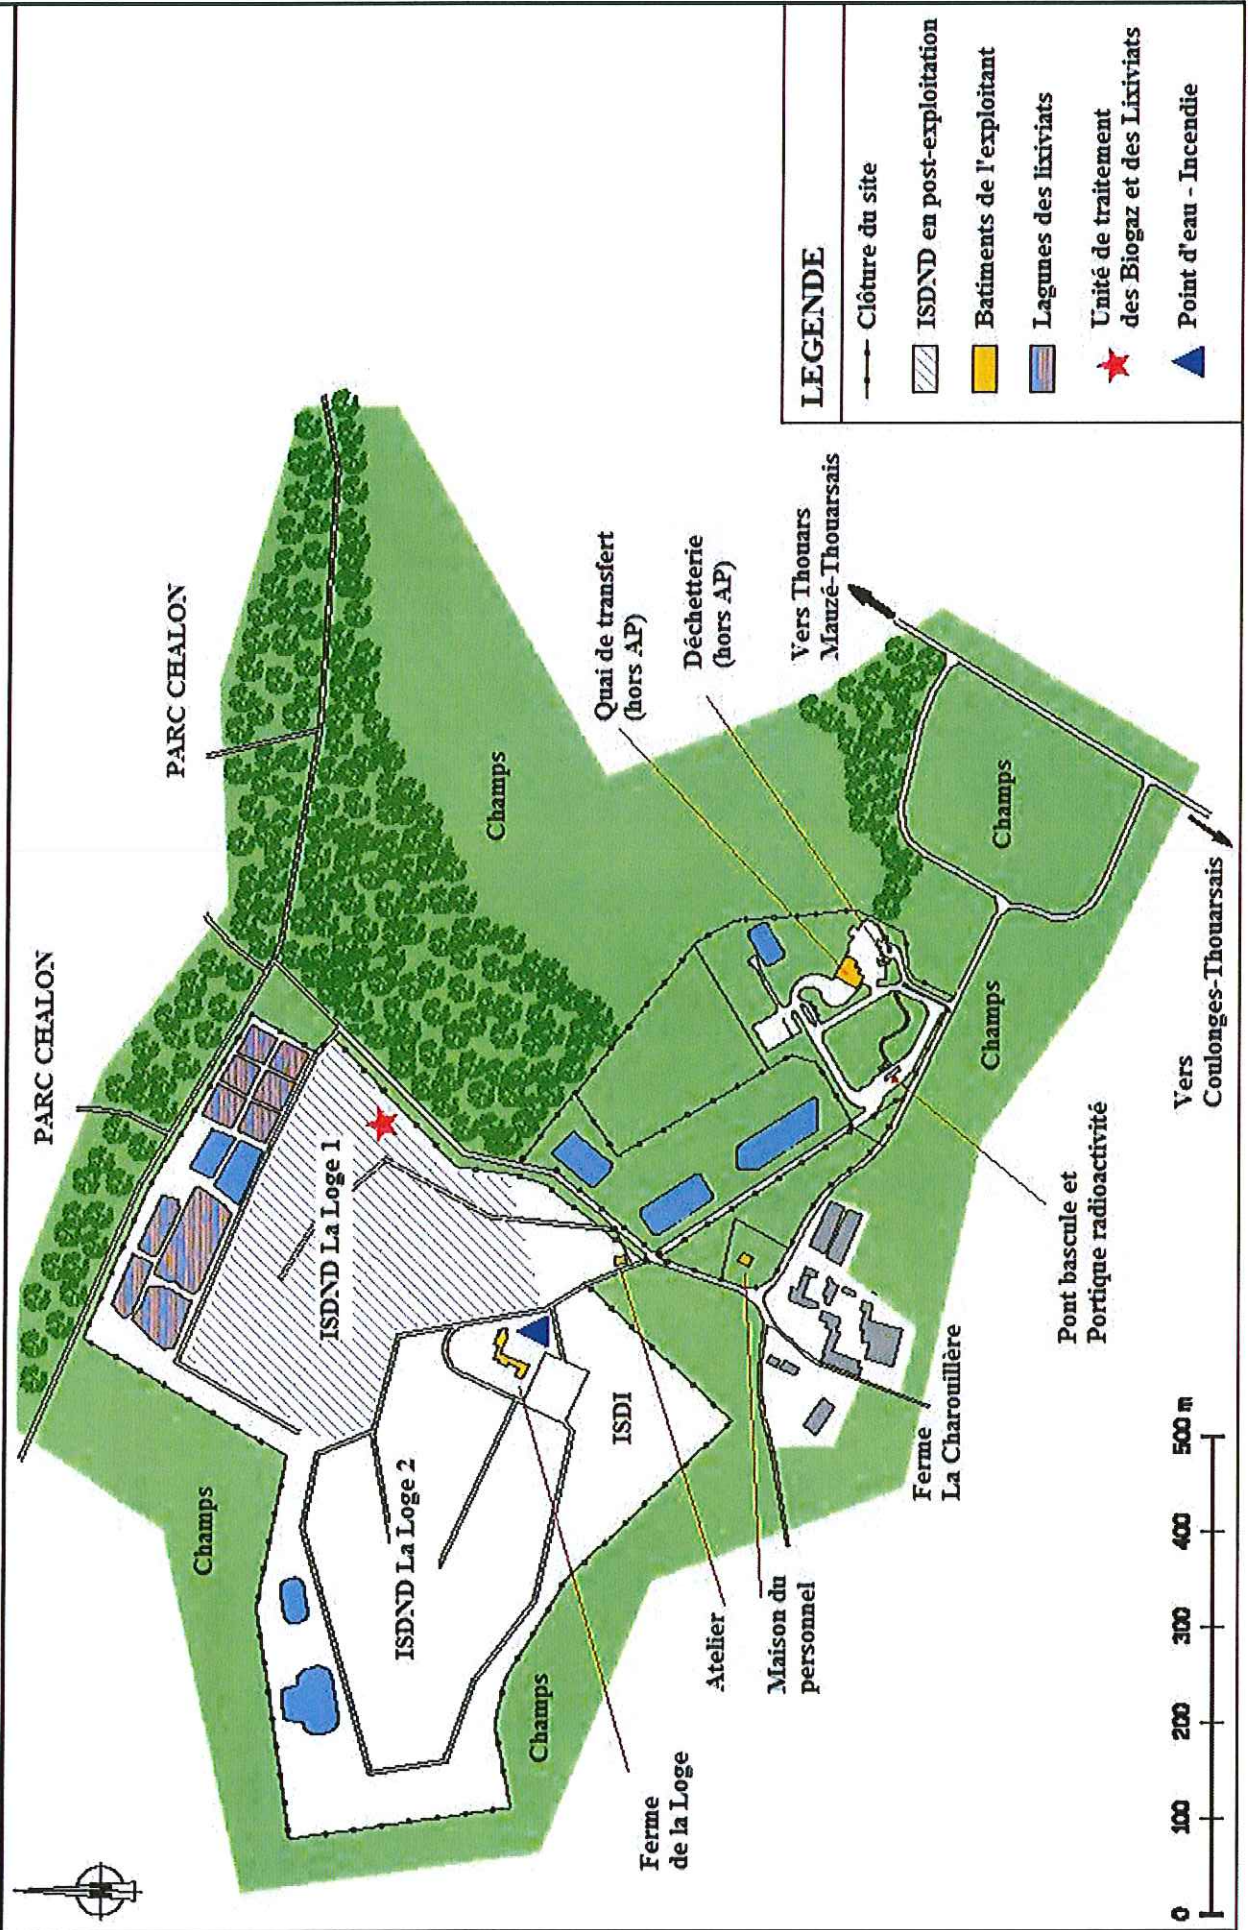 PARC CHALON
PARC CHALON
Champs
ISDND La Loge 1
ISDND La Loge 2
Champs
Quai de transfert
(hors AP)
Déchetterie
(hors AP)
Vers Thouars
Mauzé-Thouarsais
ISDI
Champs
Champs
Champs
Ferme
de la Loge
Atelier
Maison du
personnel
Ferme
La Charouillère
Pont bascule et
Portique radioactivité
Vers
Coulonges-Thouarsais
0 100 200 300 400 500 m
LEGENDE
Clôture du site
ISDND en post-exploitation
Batiments de l'exploitant
Lagunes des lixiviats
Unité de traitement
des Biogaz et des Lixiviats
Point d'eau - Incendie